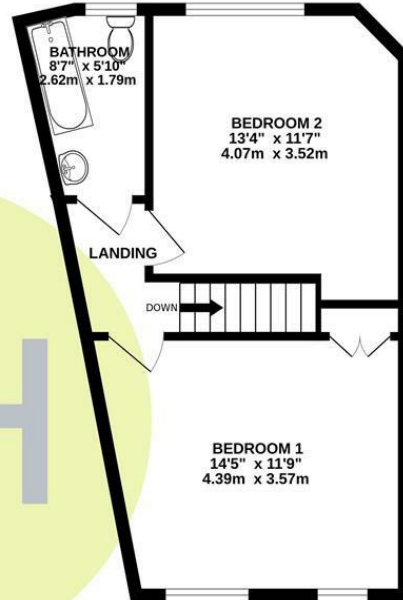 BATHROOM
8'7" x 5'10"
2.62m x 1.79m
BEDROOM 2
13'4" x 11'7"
4.07m x 3.52m
LANDING
DOWN
BEDROOM 1
14'5" x 11'9"
4.39m x 3.57m